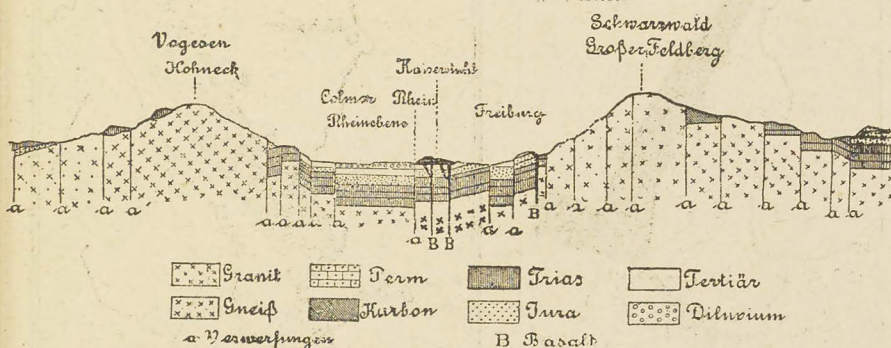 Schwarzwald
Großer Feldberg
Vogesen
Hohneck
Kaiserstuhl
Colmar Rhein
Rheinebene
Freiburg
a a a a a a a a a a B B a a B a a a a a a a a a a
Granit Perm Trias Tertiär
Gneiß Karbon Jura Diluvium
a Verwerfungen B Basalt